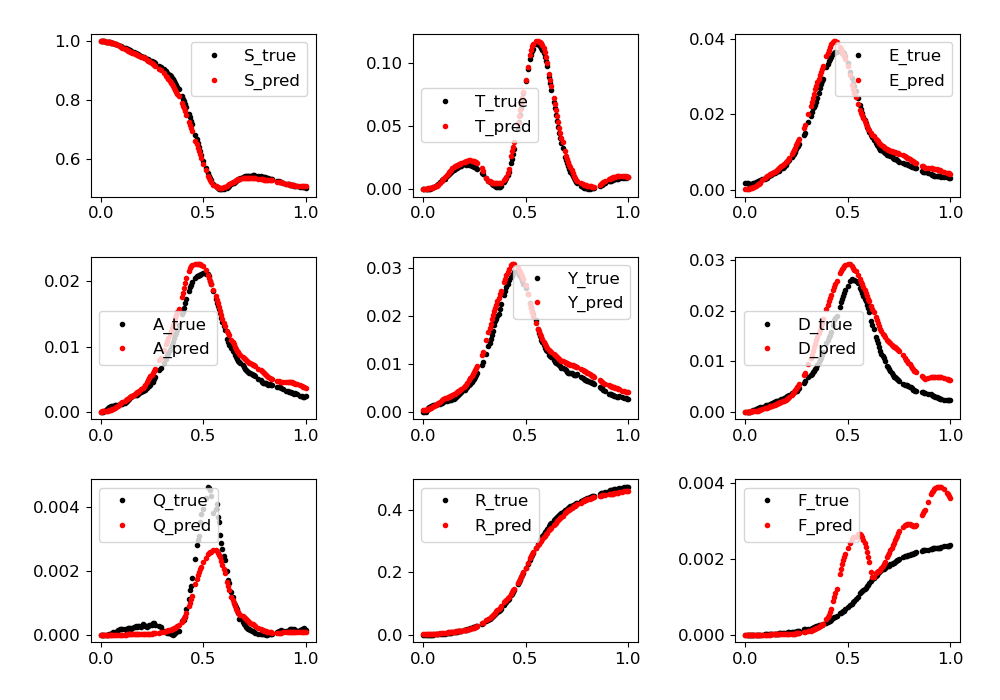 1.0
0.8
0.6
0.0 0.5 1.0
S_true
S_pred
0.10
0.05
0.00
0.0 0.5 1.0
T_true
T_pred
0.04
0.02
0.00
0.0 0.5 1.0
E_true
E_pred
0.02
0.01
0.00
0.0 0.5 1.0
A_true
A_pred
0.03
0.02
0.01
0.00
0.0 0.5 1.0
Y_true
Y_pred
0.03
0.02
0.01
0.00
0.0 0.5 1.0
D_true
D_pred
0.004
0.002
0.000
0.0 0.5 1.0
Q_true
Q_pred
0.4
0.2
0.0
0.0 0.5 1.0
R_true
R_pred
0.004
0.002
0.000
0.0 0.5 1.0
F_true
F_pred